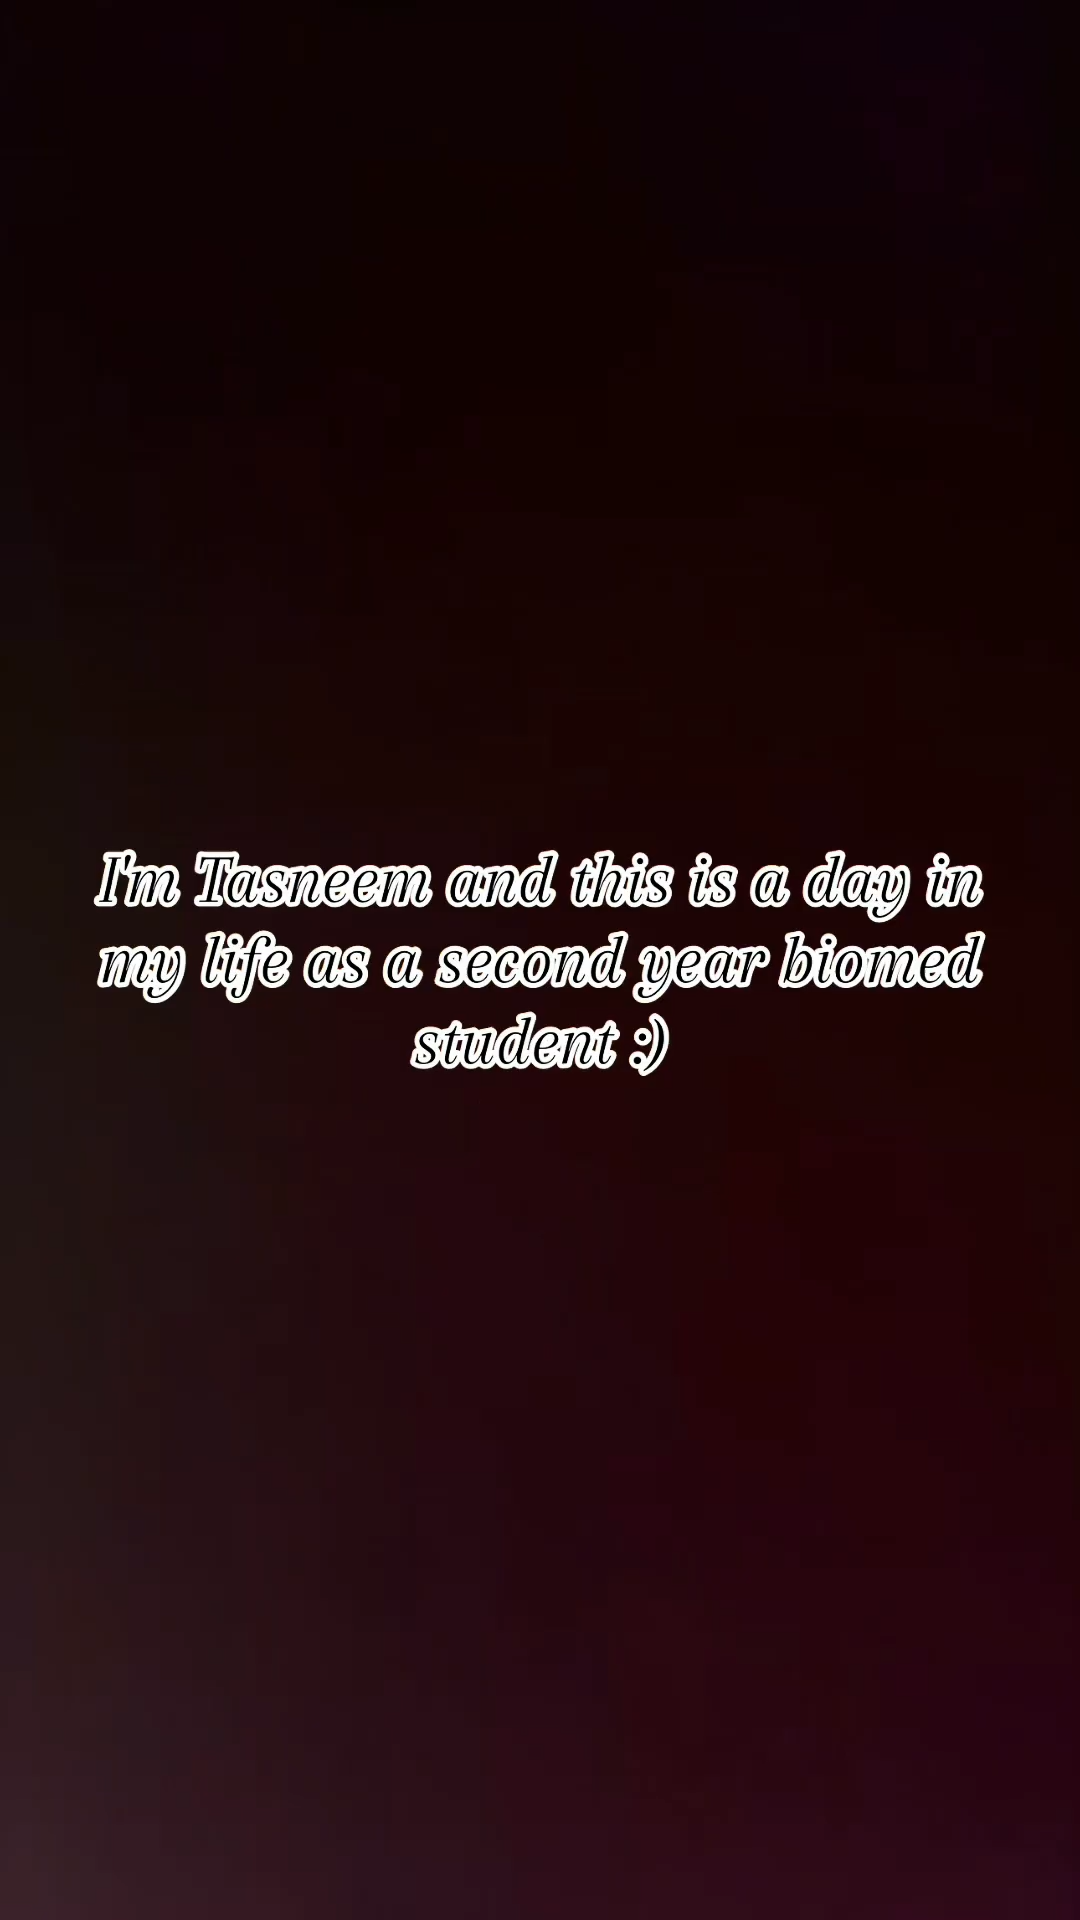 I'm Tasneem and this is a day in
my life as a second year biomed
student :)